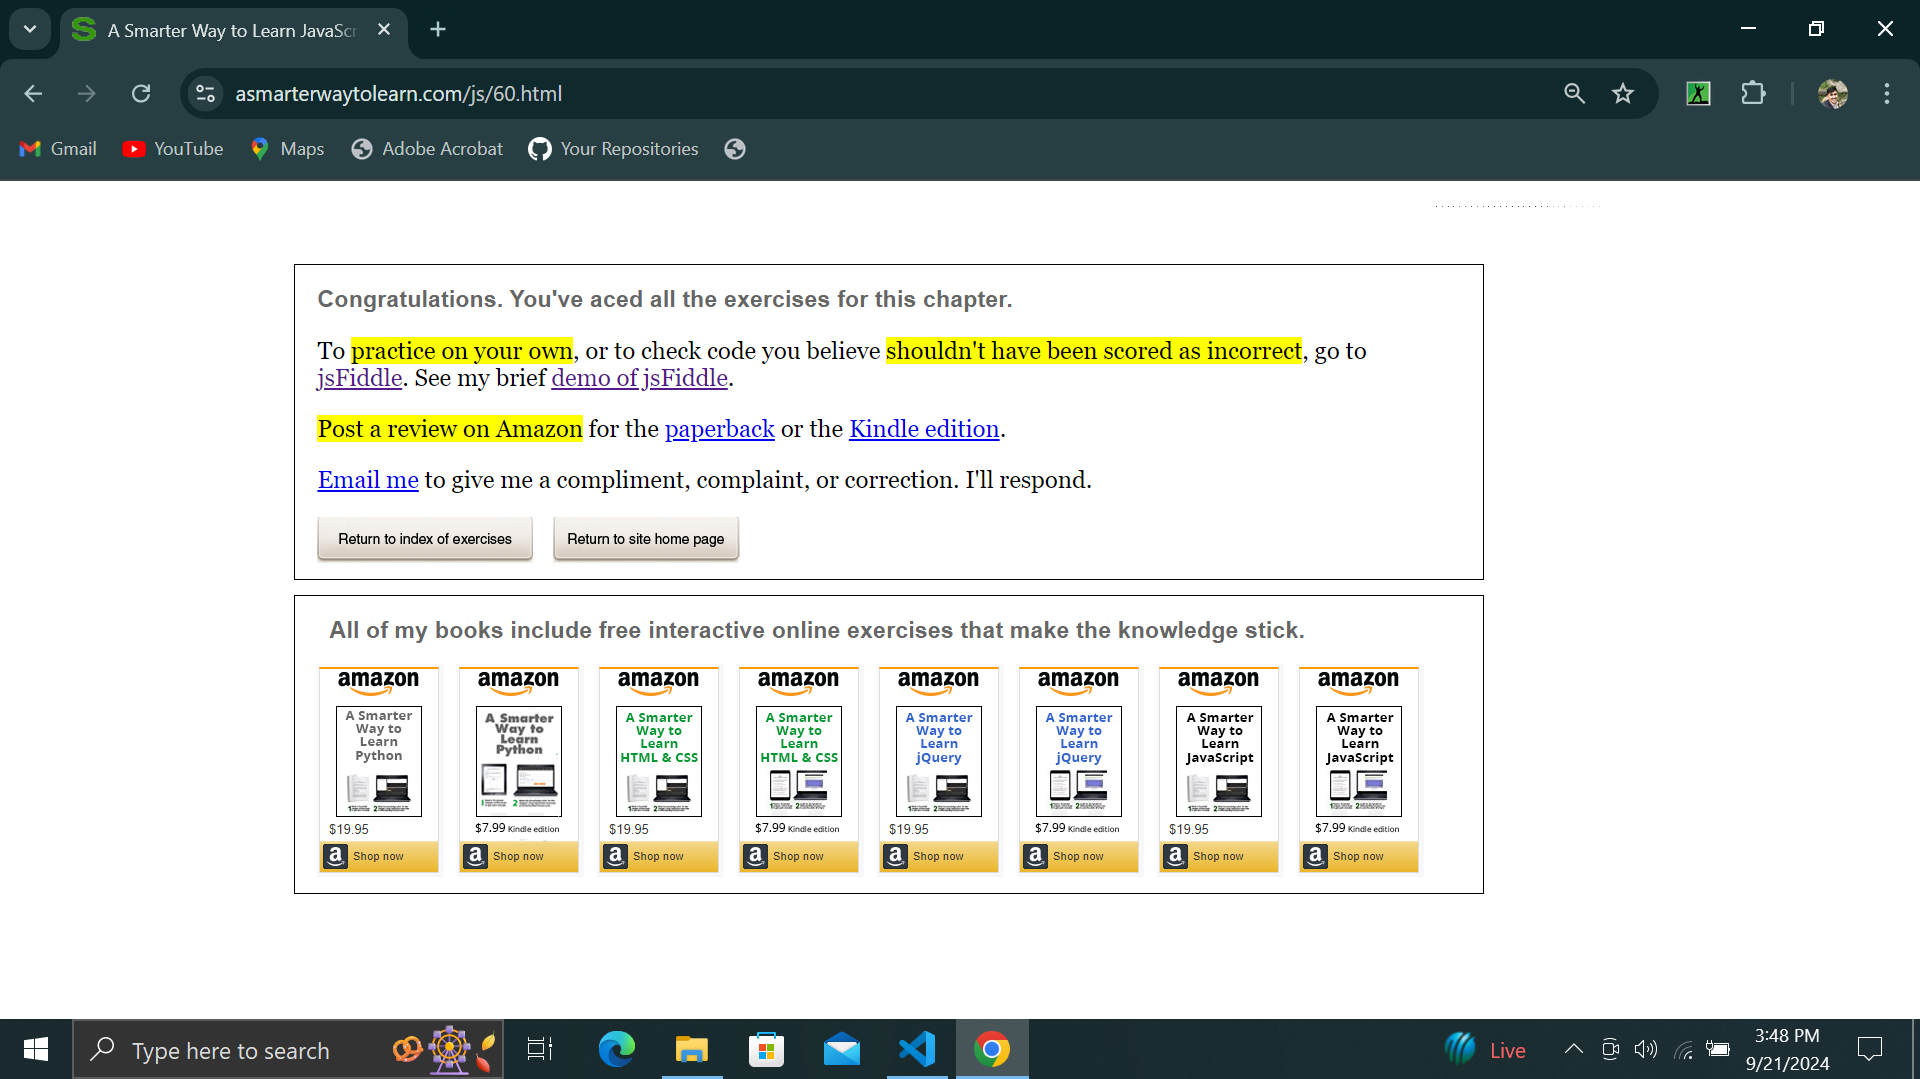 A Smarter Way to Learn JavaScr
asmarterwaytolearn.com/js/60.html
Gmail
YouTube
Maps
Adobe Acrobat
Your Repositories
Congratulations. You've aced all the exercises for this chapter.
To practice on your own, or to check code you believe shouldn't have been scored as incorrect, go to
jsFiddle. See my brief demo of jsFiddle.
Post a review on Amazon for the paperback or the Kindle edition.
Email me to give me a compliment, complaint, or correction. I'll respond.
Return to index of exercises
Return to site home page
All of my books include free interactive online exercises that make the knowledge stick.
amazon
A Smarter
Way to
Learn
Python
$19.95
a Shop now
amazon
A Smarter
Way to
Learn
Python
$7.99 Kindle edition
a Shop now
amazon
A Smarter
Way to
Learn
HTML & CSS
$19.95
a Shop now
amazon
A Smarter
Way to
Learn
HTML & CSS
$7.99 Kindle edition
a Shop now
amazon
A Smarter
Way to
Learn
jQuery
$19.95
a Shop now
amazon
A Smarter
Way to
Learn
jQuery
$7.99 Kindle edition
a Shop now
amazon
A Smarter
Way to
Learn
JavaScript
$19.95
a Shop now
amazon
A Smarter
Way to
Learn
JavaScript
$7.99 Kindle edition
a Shop now
Type here to search
Live
3:48 PM
9/21/2024